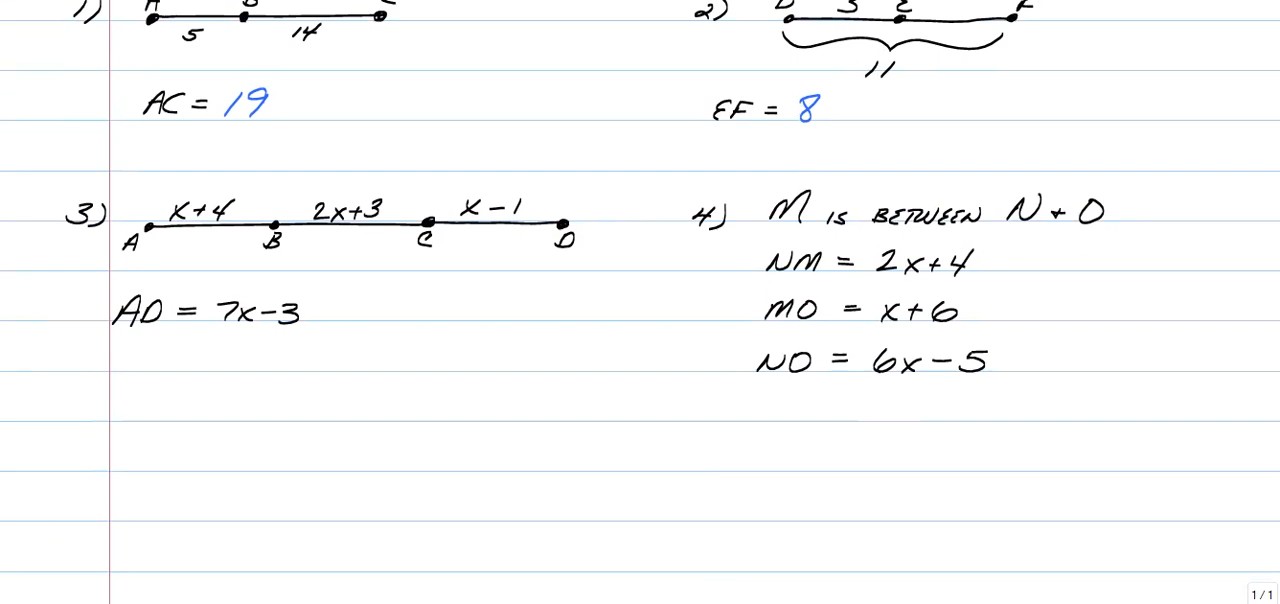 1)
5 14
AC = 19
2)
11
EF = 8
3) x+4 2x+3 x-1
A B C D
AD = 7x-3
4) M IS BETWEEN N + O
NM = 2x+4
MO = x+6
NO = 6x-5
1/1